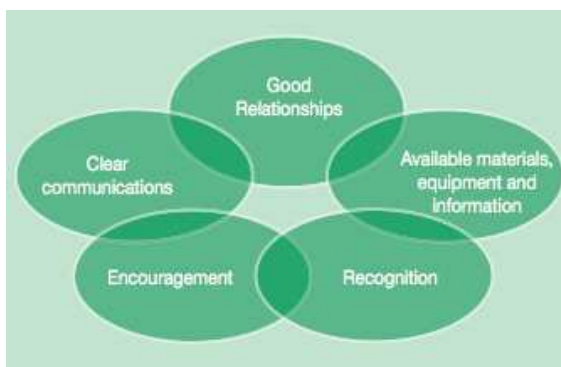 Good
Relationships
Clear
communications
Available materials,
equipment and
information
Encouragement
Recognition